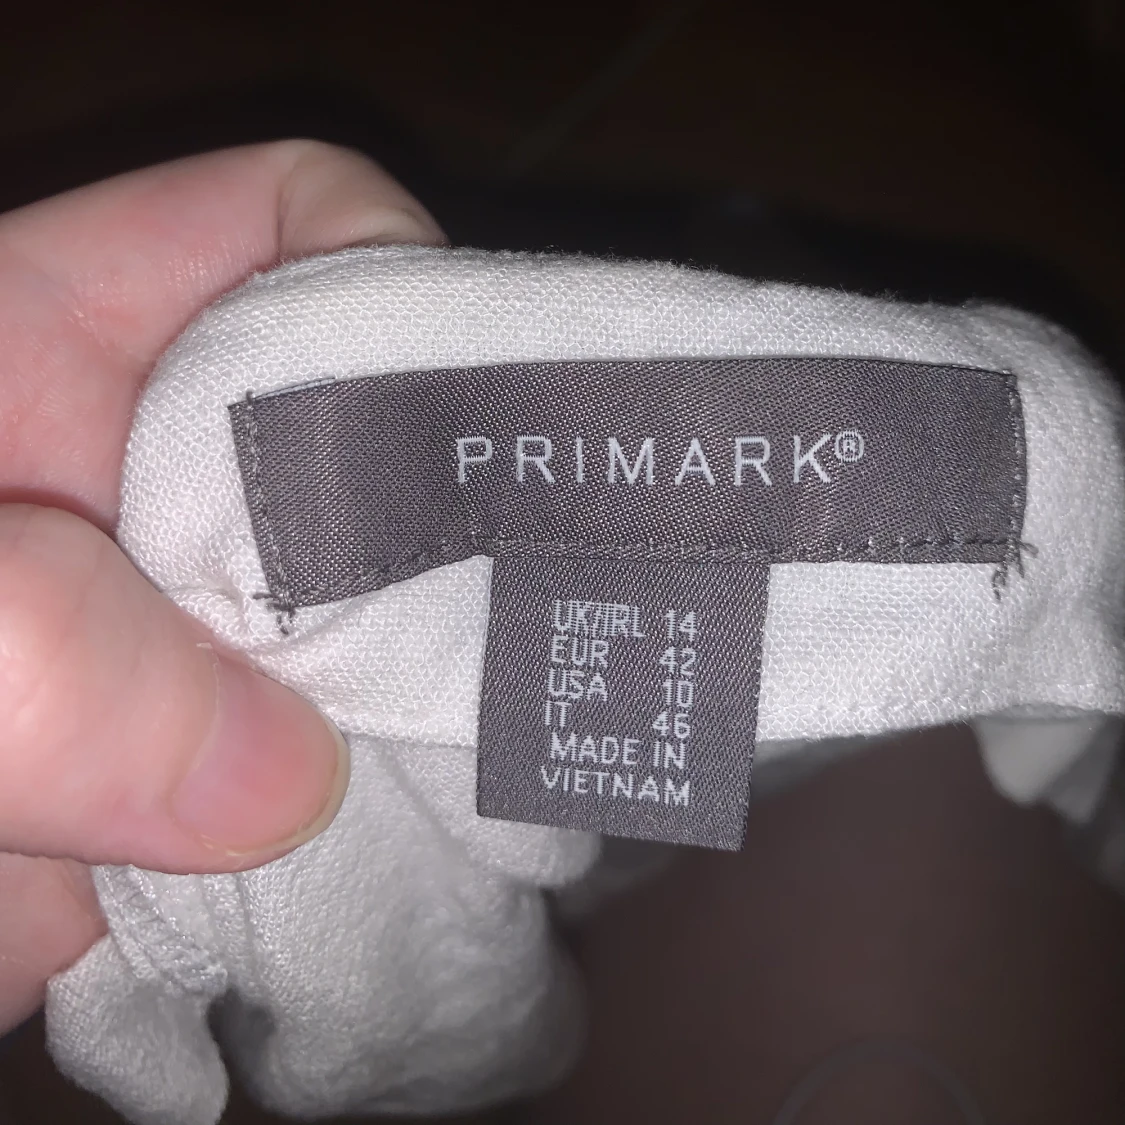 PRIMARK®
UK/IRL 14
EUR 42
USA 10
IT 46
MADE IN
VIETNAM